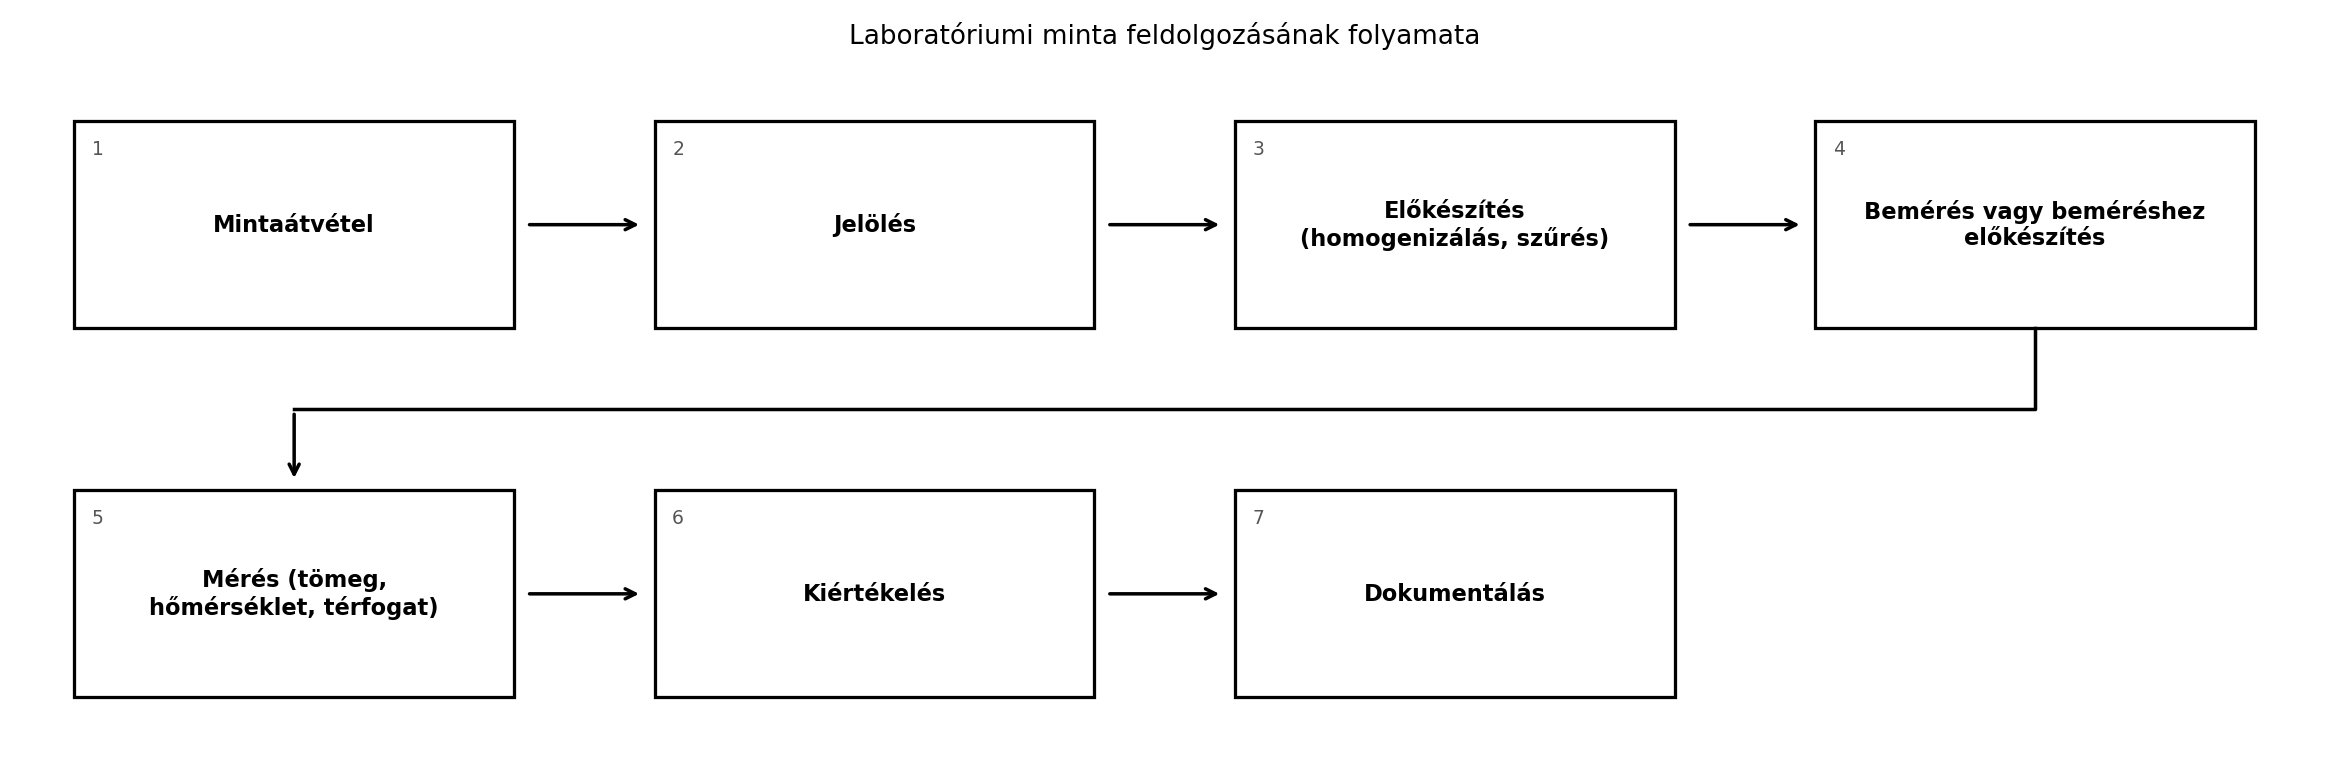 Laboratóriumi minta feldolgozásának folyamata
1
Mintaátvétel
2
Jelölés
3
Előkészítés
(homogenizálás, szűrés)
4
Bemérés vagy beméréshez
előkészítés
5
Mérés (tömeg,
hőmérséklet, térfogat)
6
Kiértékelés
7
Dokumentálás